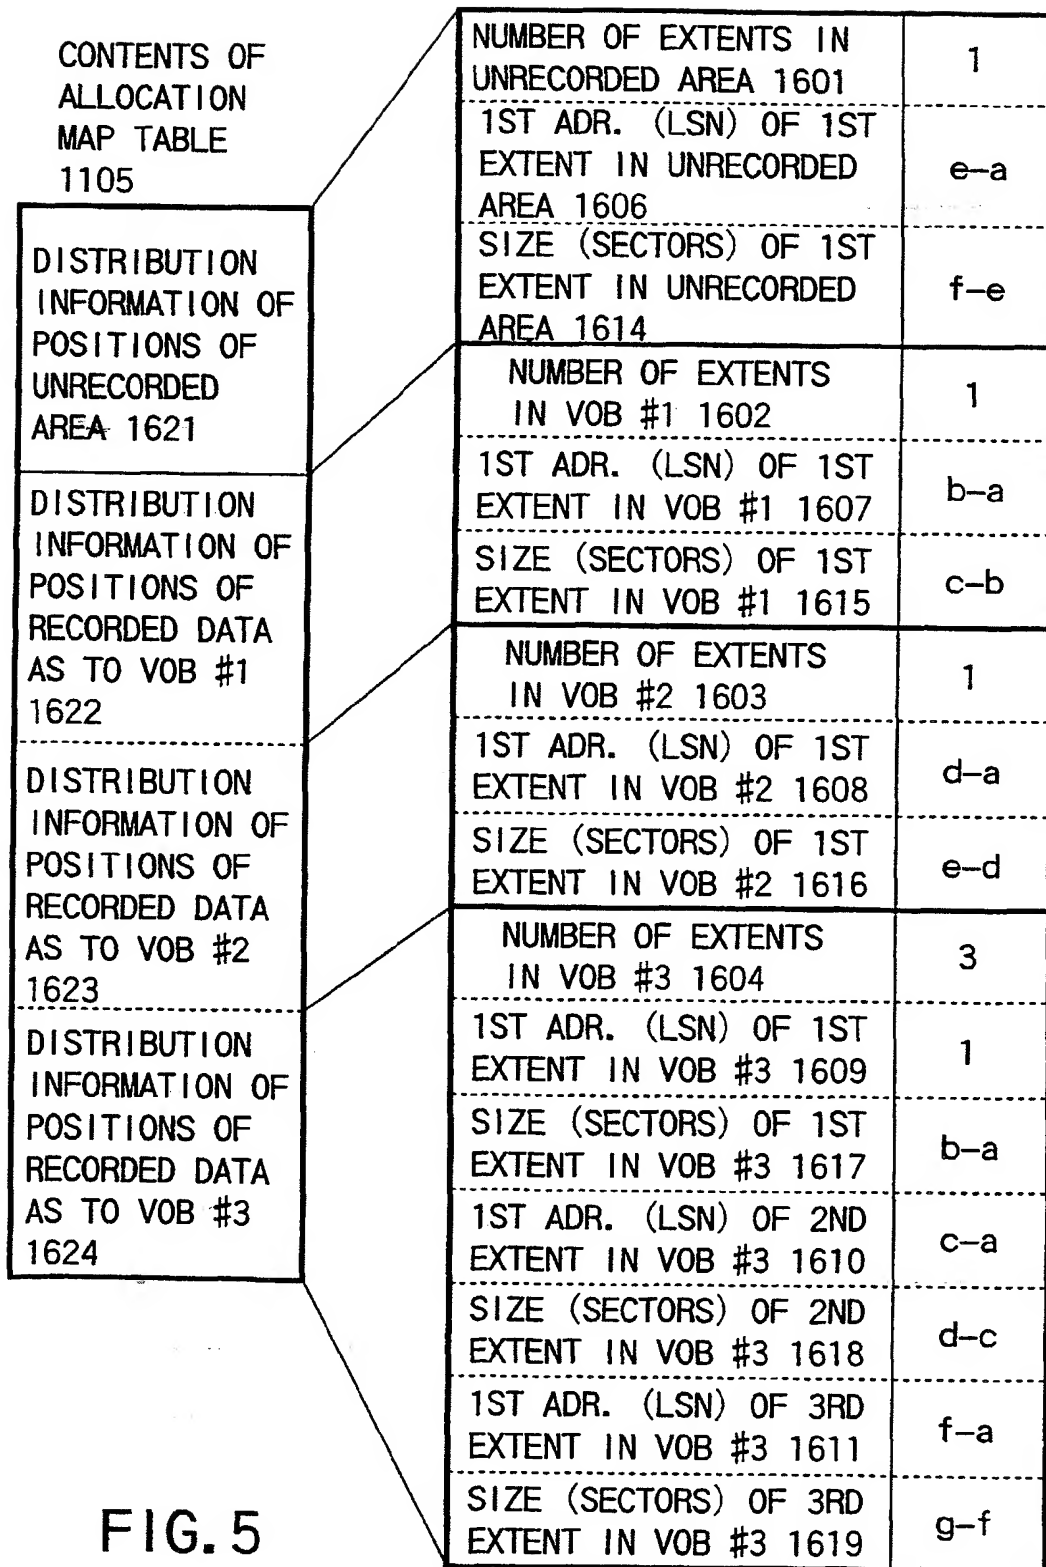 CONTENTS OF
ALLOCATION
MAP TABLE
1105
DISTRIBUTION
INFORMATION OF
POSITIONS OF
UNRECORDED
AREA 1621
DISTRIBUTION
INFORMATION OF
POSITIONS OF
RECORDED DATA
AS TO VOB #1
1622
DISTRIBUTION
INFORMATION OF
POSITIONS OF
RECORDED DATA
AS TO VOB #2
1623
DISTRIBUTION
INFORMATION OF
POSITIONS OF
RECORDED DATA
AS TO VOB #3
1624
NUMBER OF EXTENTS IN
UNRECORDED AREA 1601
1
1ST ADR. (LSN) OF 1ST
EXTENT IN UNRECORDED
AREA 1606
e-a
SIZE (SECTORS) OF 1ST
EXTENT IN UNRECORDED
AREA 1614
f-e
NUMBER OF EXTENTS
IN VOB #1 1602
1
1ST ADR. (LSN) OF 1ST
EXTENT IN VOB #1 1607
b-a
SIZE (SECTORS) OF 1ST
EXTENT IN VOB #1 1615
c-b
NUMBER OF EXTENTS
IN VOB #2 1603
1
1ST ADR. (LSN) OF 1ST
EXTENT IN VOB #2 1608
d-a
SIZE (SECTORS) OF 1ST
EXTENT IN VOB #2 1616
e-d
NUMBER OF EXTENTS
IN VOB #3 1604
3
1ST ADR. (LSN) OF 1ST
EXTENT IN VOB #3 1609
1
SIZE (SECTORS) OF 1ST
EXTENT IN VOB #3 1617
b-a
1ST ADR. (LSN) OF 2ND
EXTENT IN VOB #3 1610
c-a
SIZE (SECTORS) OF 2ND
EXTENT IN VOB #3 1618
d-c
1ST ADR. (LSN) OF 3RD
EXTENT IN VOB #3 1611
f-a
SIZE (SECTORS) OF 3RD
EXTENT IN VOB #3 1619
g-f
FIG. 5